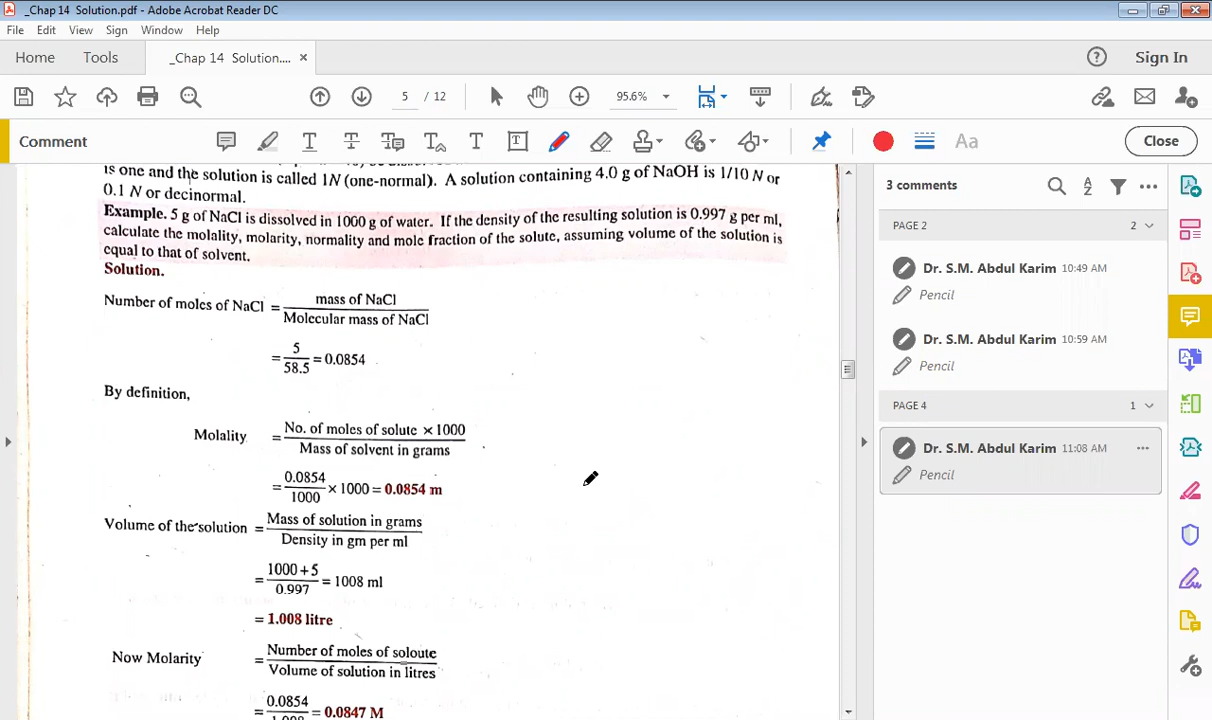 _Chap 14  Solution.pdf - Adobe Acrobat Reader DC
File Edit View Sign Window Help
Home Tools _Chap 14 Solution.... × Sign In
5 / 12 95.6%
Comment Aa Close
is one and the solution is called 1N (one-normal). A solution containing 4.0 g of NaOH is 1/10 N or
0.1 N or decinormal.
Example. 5 g of NaCl is dissolved in 1000 g of water. If the density of the resulting solution is 0.997 g per ml,
calculate the molality, molarity, normality and mole fraction of the solute, assuming volume of the solution is
equal to that of solvent.
Solution.
Number of moles of NaCl = mass of NaCl
Molecular mass of NaCl
= 5
58.5 = 0.0854
By definition,
Molality = No. of moles of solute × 1000
Mass of solvent in grams
= 0.0854
1000 × 1000 = 0.0854 m
Volume of the solution = Mass of solution in grams
Density in gm per ml
= 1000 + 5
0.997 = 1008 ml
= 1.008 litre
Now Molarity = Number of moles of soloute
Volume of solution in litres
= 0.0854
1.008 = 0.0847 M
3 comments
PAGE 2 2
Dr. S.M. Abdul Karim 10:49 AM
Pencil
Dr. S.M. Abdul Karim 10:59 AM
Pencil
PAGE 4 1
Dr. S.M. Abdul Karim 11:08 AM
Pencil